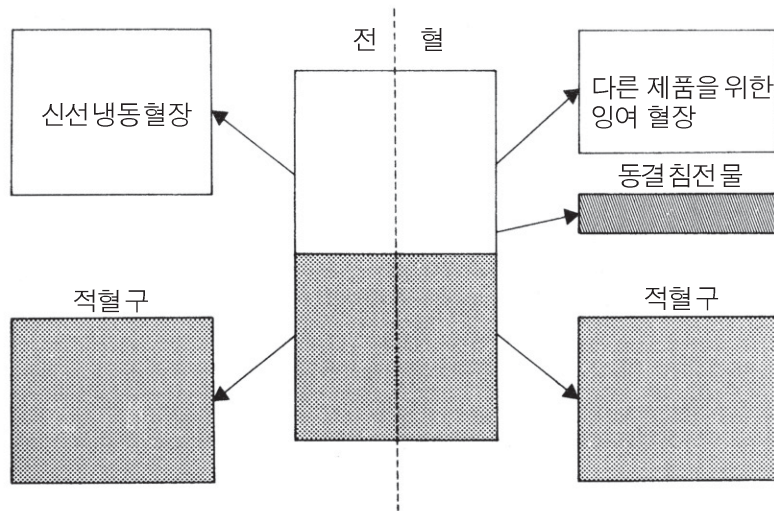 전 혈
신선냉동혈장
다른 제품을 위한
잉여 혈장
동결침전물
적혈구
적혈구